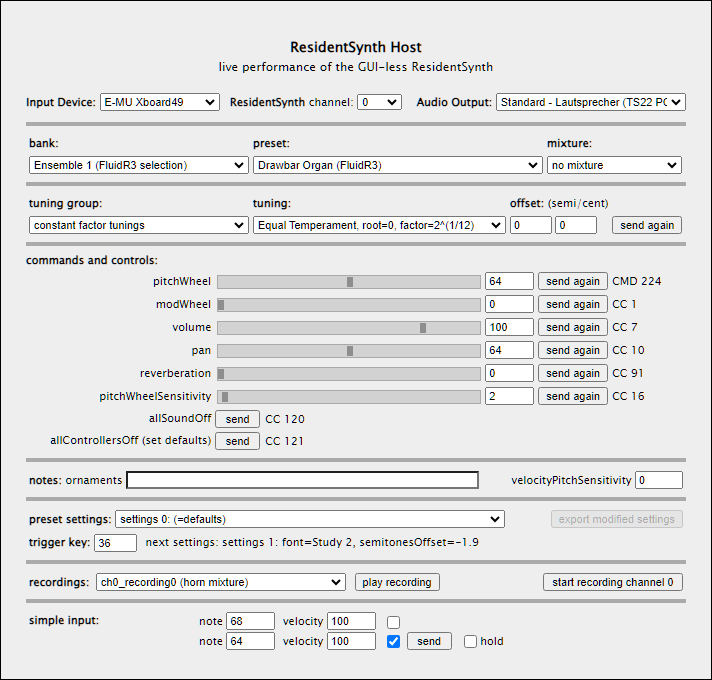 ResidentSynth Host
live performance of the GUI-less ResidentSynth
Input Device: E-MU Xboard49 ResidentSynth channel: 0 Audio Output: Standard - Lautsprecher (TS22 PC
bank: preset: mixture:
Ensemble 1 (FluidR3 selection) Drawbar Organ (FluidR3) no mixture
tuning group: tuning: offset: (semi/cent)
constant factor tunings Equal Temperament, root=0, factor=2^(1/12) 0 0 send again
commands and controls:
pitchWheel 64 send again CMD 224
modWheel 0 send again CC 1
volume 100 send again CC 7
pan 64 send again CC 10
reverberation 0 send again CC 91
pitchWheelSensitivity 2 send again CC 16
allSoundOff send CC 120
allControllersOff (set defaults) send CC 121
notes: ornaments velocityPitchSensitivity 0
preset settings: settings 0: (=defaults) export modified settings
trigger key: 36 next settings: settings 1: font=Study 2, semitonesOffset=-1.9
recordings: ch0_recording0 (horn mixture) play recording start recording channel 0
simple input: note 68 velocity 100
note 64 velocity 100 send hold